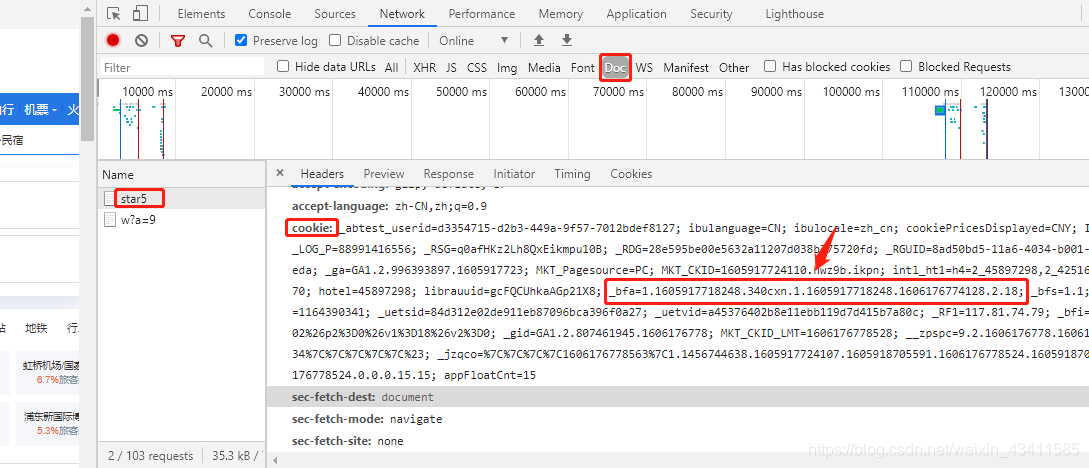 Elements Console Sources Network Performance Memory Application Security Lighthouse
Preserve log Disable cache Online
Filter Hide data URLs All XHR JS CSS Img Media Font Doc WS Manifest Other Has blocked cookies Blocked Requests
10000 ms 20000 ms 30000 ms 40000 ms 50000 ms 60000 ms 70000 ms 80000 ms 90000 ms 100000 ms 110000 ms 120000 ms 13000
行 机票 火
民宿
Name
star5
w?a=9
× Headers Preview Response Initiator Timing Cookies
accept-language: zh-CN,zh;q=0.9
cookie: _abtest_userid=d3354715-d2b3-449a-9f57-7012bdef8127; ibulanguage=CN; ibulocale=zh_cn; cookiePricesDisplayed=CNY; I
_LOG_P=88991416556; _RSG=q0afHKz2Lh8QxEikmpu10B; _RDG=28e595be00e5632a11207d038b 75720fd; _RGUID=8ad50bd5-11a6-4034-b001-
eda; _ga=GA1.2.996393897.1605917723; MKT_Pagesource=PC; MKT_CKID=1605917724110.hwz9b.ikpn; intl_ht1=h4=2_45897298,2_42516
70; hotel=45897298; librauuid=gcFQCUhkaAGp21X8; _bfa=1.1605917718248.340cxn.1.1605917718248.1606176774128.2.18; _bfs=1.1;
=1164390341; _uetsid=84d312e02de911eb87096bca396f0a27; _uetvid=a45376402b8e11ebb119d7d415b7a80c; _RF1=117.81.74.79; _bfi=
02%26p2%3D0%26v1%3D18%26v2%3D0; _gid=GA1.2.807461945.1606176778; MKT_CKID_LMT=1606176778528; __zpspc=9.2.1606176778.16061
34%7C%7C%7C%7C%7C%23; _jzqco=%7C%7C%7C%7C1606176778563%7C1.1456744638.1605917724107.1605918705591.1606176778524.160591870
176778524.0.0.0.15.15; appFloatCnt=15
sec-fetch-dest: document
sec-fetch-mode: navigate
sec-fetch-site: none
站 地铁 行
虹桥机场/国
6.7%旅客
浦东新国际博
5.3%旅客
2 / 103 requests 35.3 kB /
https://blog.csdn.net/weixin_43411585